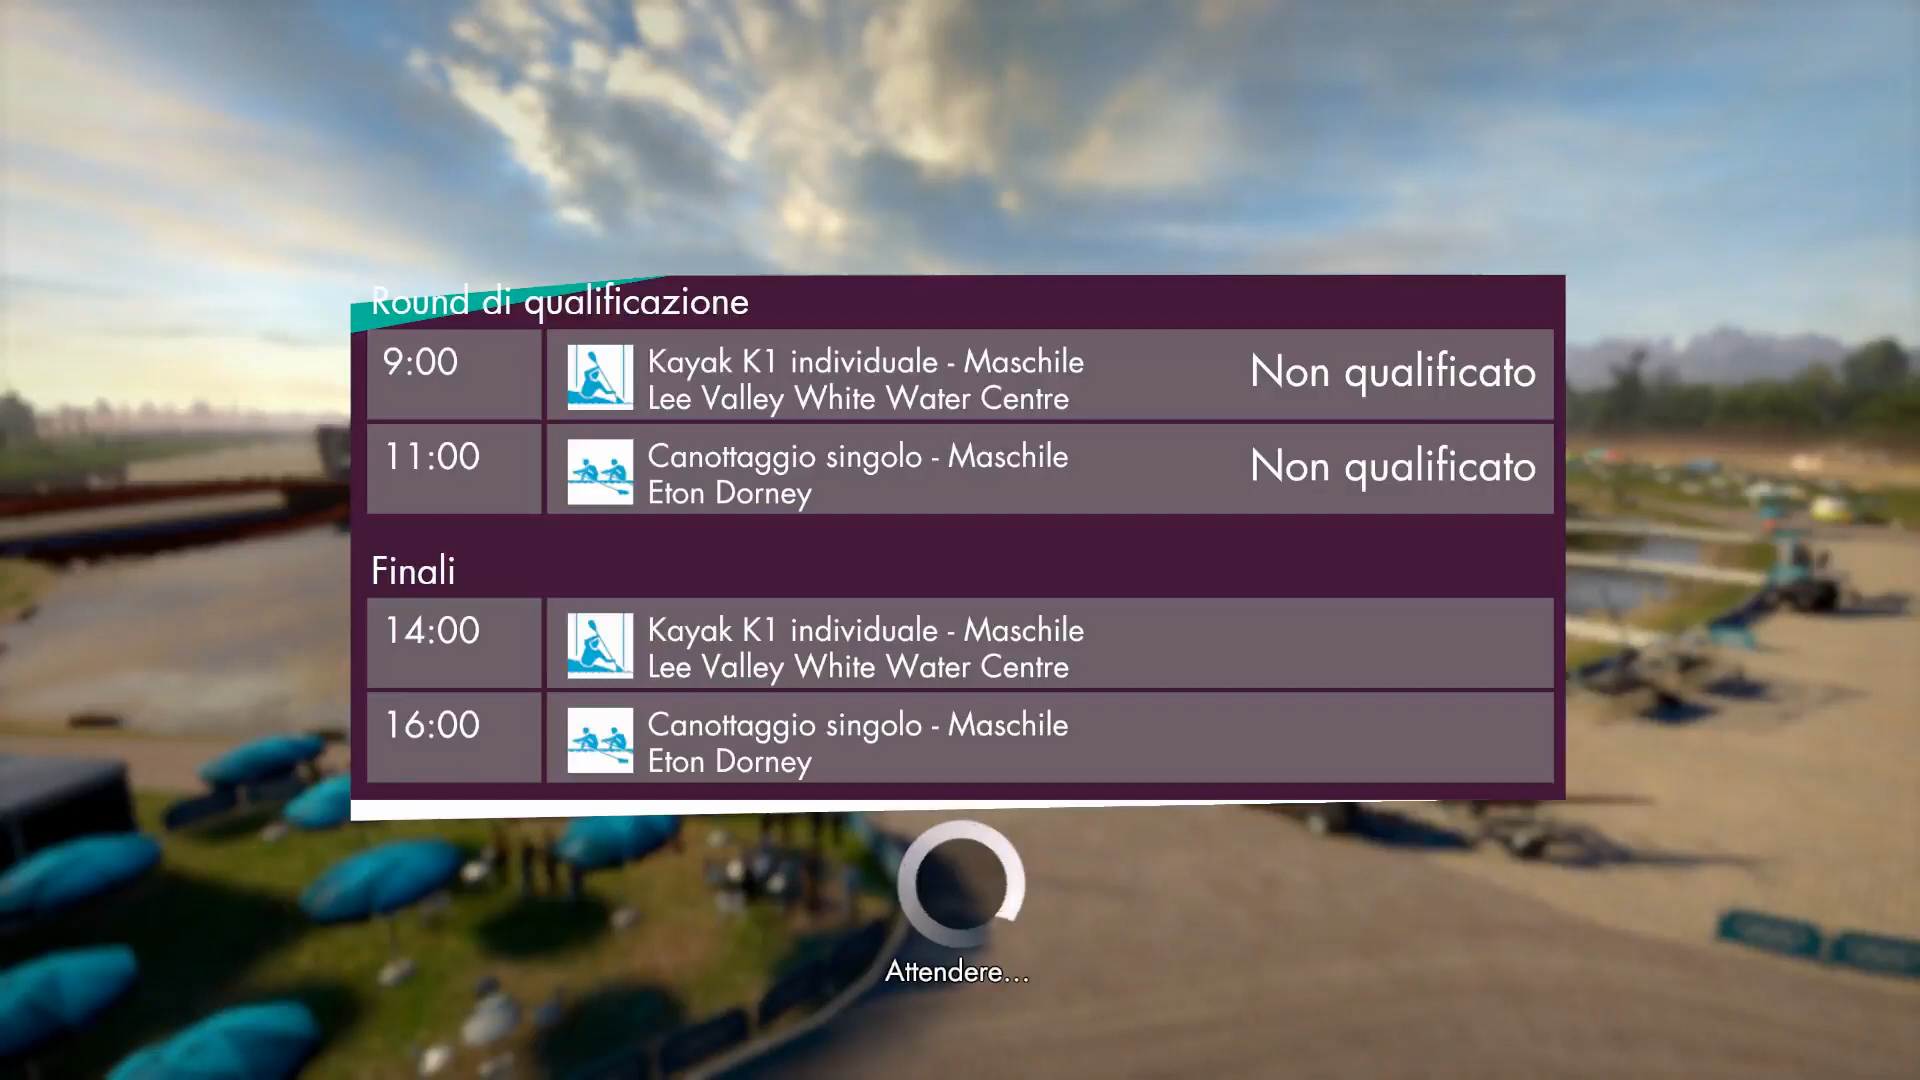 Round di qualificazione
9:00
Kayak K1 individuale - Maschile
Lee Valley White Water Centre
Non qualificato
11:00
Canottaggio singolo - Maschile
Eton Dorney
Non qualificato
Finali
14:00
Kayak K1 individuale - Maschile
Lee Valley White Water Centre
16:00
Canottaggio singolo - Maschile
Eton Dorney
Attendere...